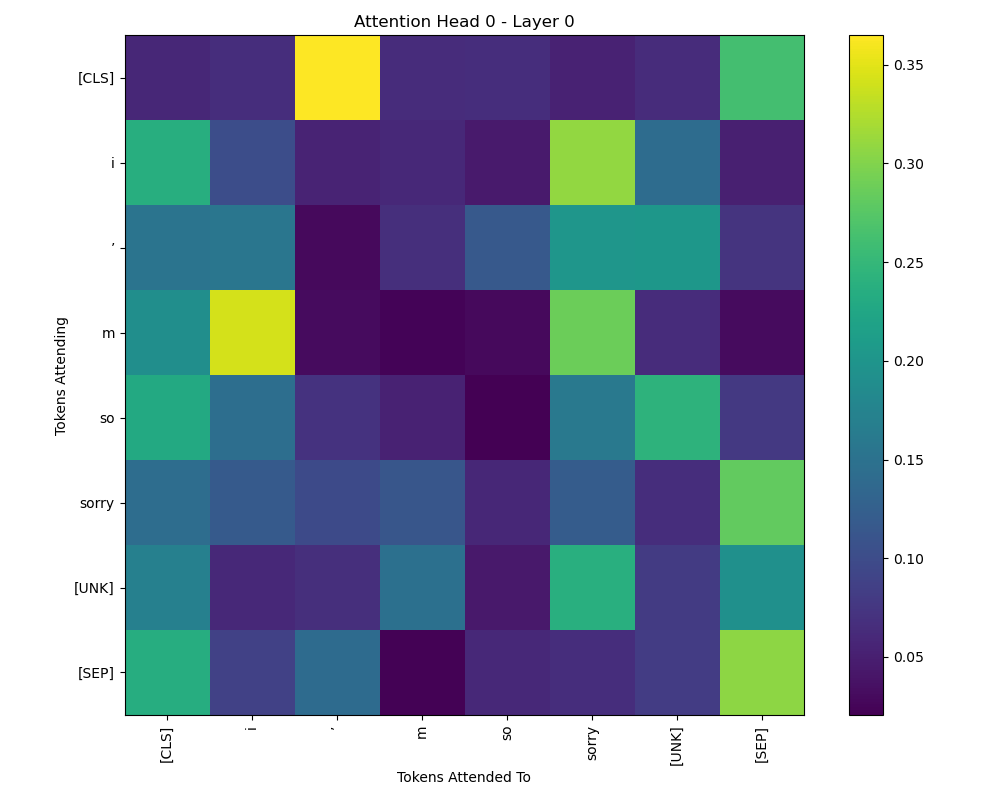 Attention Head 0 - Layer 0
[CLS]
i
’
m
so
sorry
[UNK]
[SEP]
Tokens Attending
[CLS]
i
’
m
so
sorry
[UNK]
[SEP]
Tokens Attended To
0.35
0.30
0.25
0.20
0.15
0.10
0.05